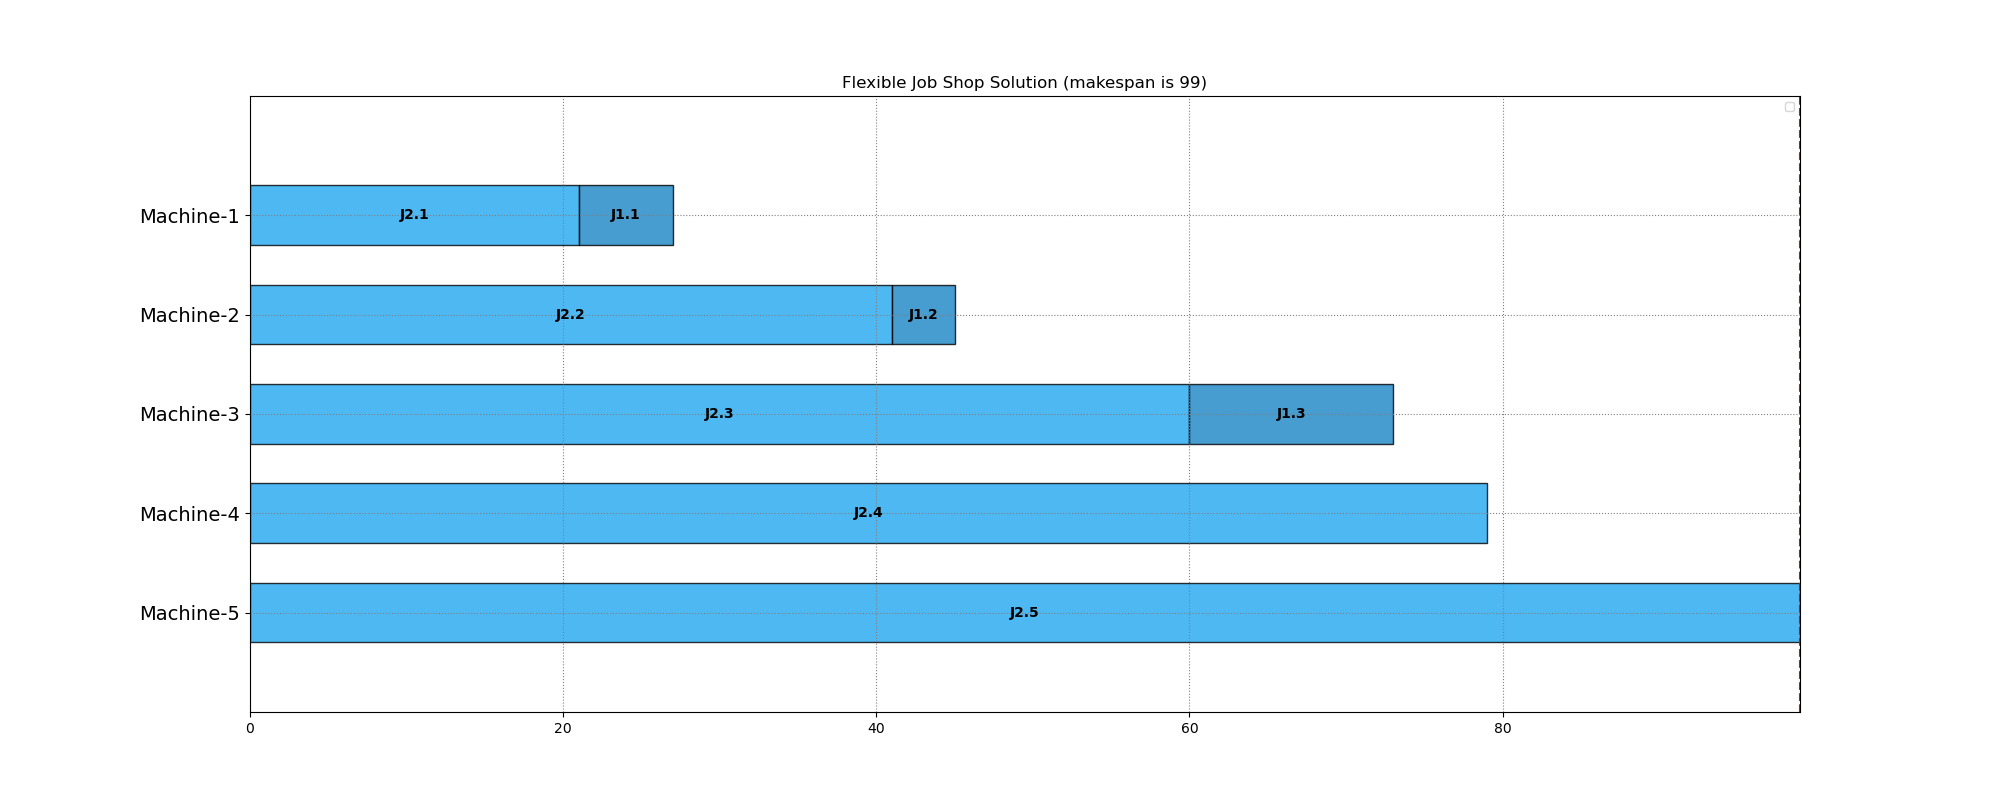 Flexible Job Shop Solution (makespan is 99)
Machine-1
J2.1
J1.1
Machine-2
J2.2
J1.2
Machine-3
J2.3
J1.3
Machine-4
J2.4
Machine-5
J2.5
0 20 40 60 80